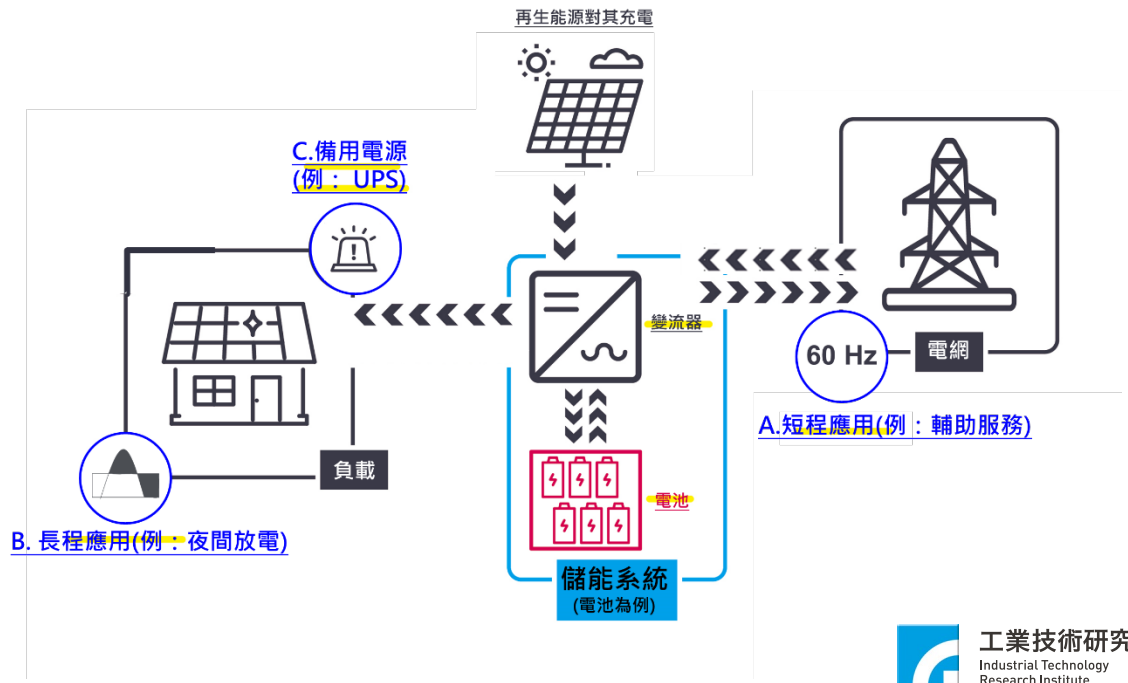 再生能源對其充電
C.備用電源
(例： UPS)
變流器
60 Hz
電網
A.短程應用(例：輔助服務)
負載
電池
B. 長程應用(例：夜間放電)
儲能系統
(電池為例)
工業技術研究
Industrial Technology
Research Institute